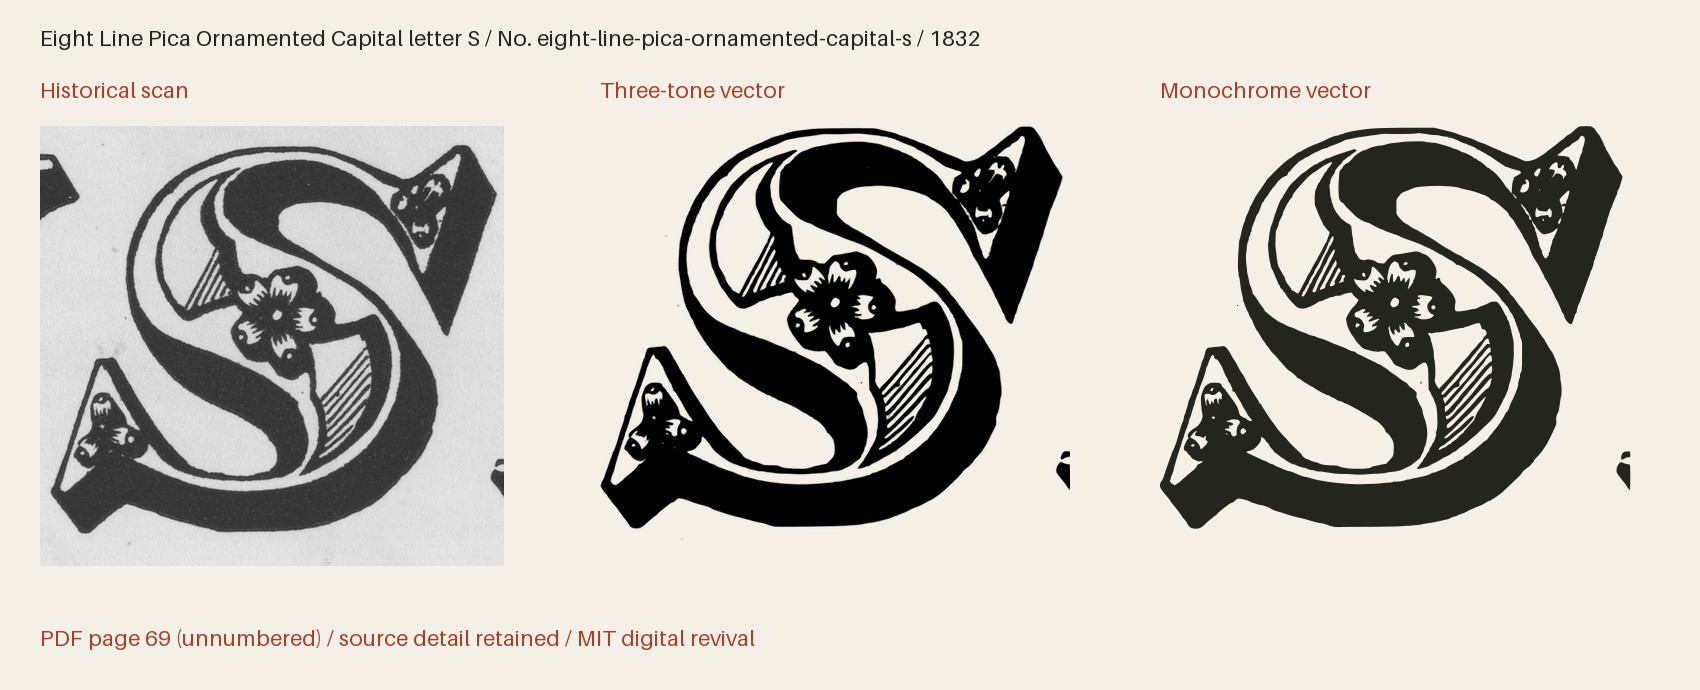 Eight Line Pica Ornamented Capital letter S / No. eight-line-pica-ornamented-capital-s / 1832
Historical scan
Three-tone vector
Monochrome vector
S
S
S
PDF page 69 (unnumbered) / source detail retained / MIT digital revival